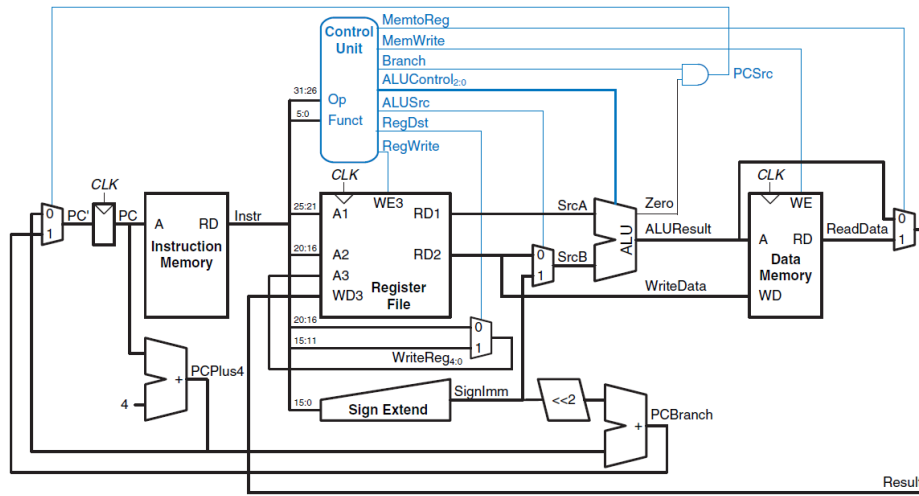 MemtoReg
Control
Unit
MemWrite
Branch
ALUControl2:0
PCSrc
31:26
Op
ALUSrc
5:0
Funct
RegDst
RegWrite
CLK
CLK
CLK
0
1
PC'
PC
A
RD
Instr
Instruction
Memory
25:21
A1
WE3
RD1
SrcA
Zero
WE
0
1
20:16
A2
RD2
0
1
SrcB
ALU
ALUResult
A
RD
ReadData
A3
Data
Memory
WD3
Register
File
WriteData
WD
20:16
0
15:11
1
WriteReg4:0
PCPlus4
+
4
SignImm
15:0
Sign Extend
<<2
PCBranch
+
Result